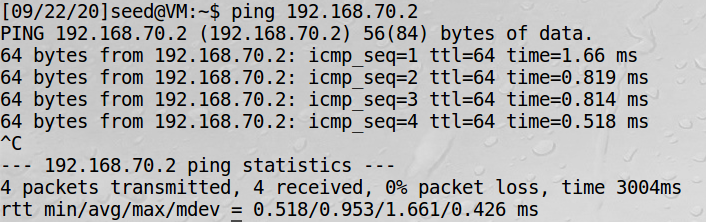 [09/22/20]seed@VM:~$ ping 192.168.70.2
PING 192.168.70.2 (192.168.70.2) 56(84) bytes of data.
64 bytes from 192.168.70.2: icmp_seq=1 ttl=64 time=1.66 ms
64 bytes from 192.168.70.2: icmp_seq=2 ttl=64 time=0.819 ms
64 bytes from 192.168.70.2: icmp_seq=3 ttl=64 time=0.814 ms
64 bytes from 192.168.70.2: icmp_seq=4 ttl=64 time=0.518 ms
^C
--- 192.168.70.2 ping statistics ---
4 packets transmitted, 4 received, 0% packet loss, time 3004ms
rtt min/avg/max/mdev = 0.518/0.953/1.661/0.426 ms